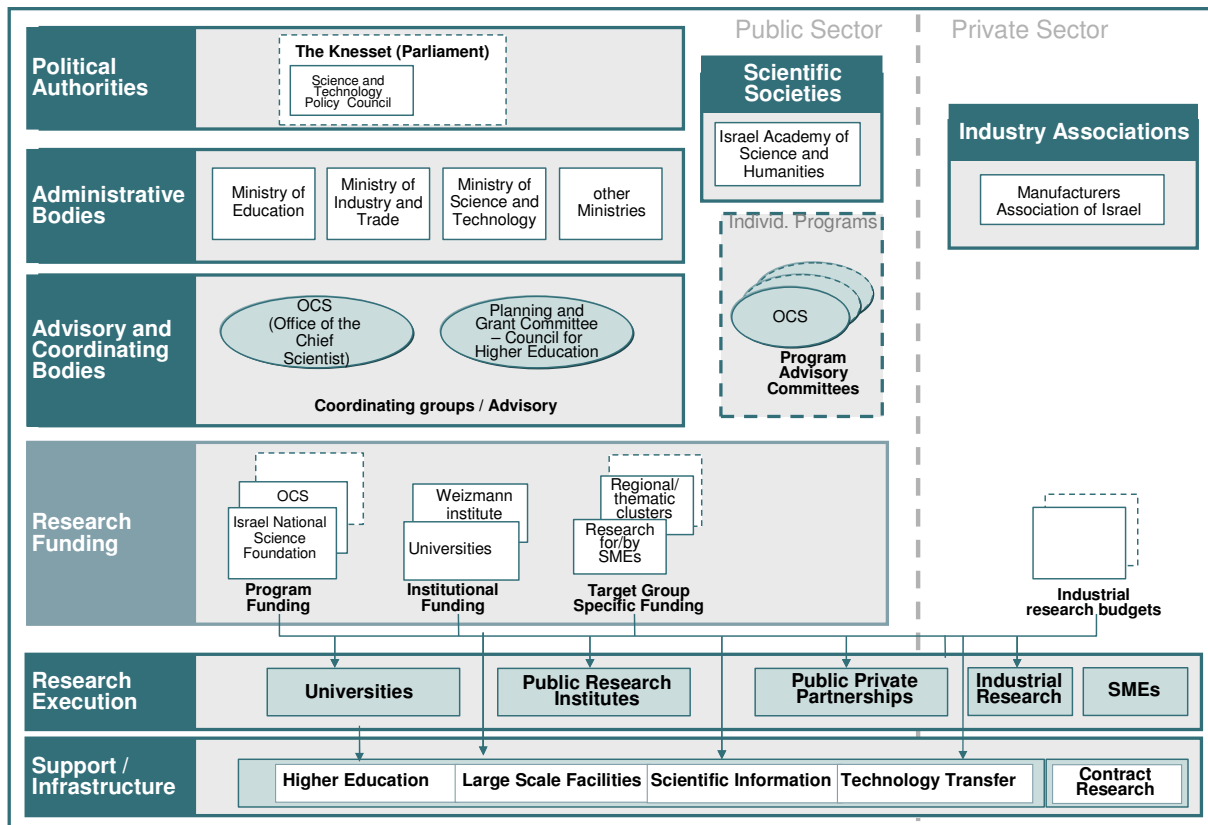 Public Sector
Private Sector
Political
Authorities
The Knesset (Parliament)
Science and
Technology
Policy Council
Scientific
Societies
Israel Academy of
Science and
Humanities
Industry Associations
Manufacturers
Association of Israel
Administrative
Bodies
Ministry of
Education
Ministry of
Industry and
Trade
Ministry of
Science and
Technology
other
Ministries
Individ. Programs
OCS
Program
Advisory
Committees
Advisory and
Coordinating
Bodies
OCS
(Office of the
Chief
Scientist)
Planning and
Grant Committee
– Council for
Higher Education
Coordinating groups / Advisory
Research
Funding
OCS
Israel National
Science
Foundation
Program
Funding
Weizmann
institute
Universities
Institutional
Funding
Regional/
thematic
clusters
Research
for/by
SMEs
Target Group
Specific Funding
Industrial
research budgets
Research
Execution
Universities
Public Research
Institutes
Public Private
Partnerships
Industrial
Research
SMEs
Support /
Infrastructure
Higher Education
Large Scale Facilities
Scientific Information
Technology Transfer
Contract
Research